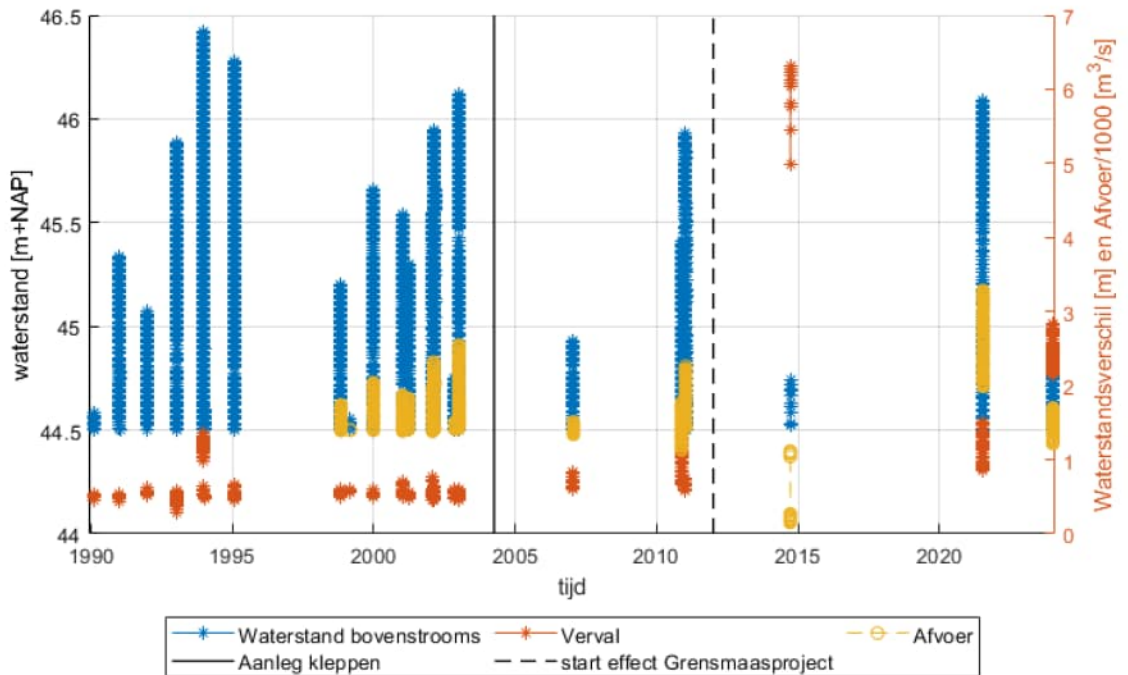 46.5
46
45.5
45
44.5
44
waterstand [m+NAP]
7
6
5
4
3
2
1
0
Waterstandsverschil [m] en Afvoer/1000 [m³/s]
1990 1995 2000 2005 2010 2015 2020
tijd
Waterstand bovenstrooms Verval Afvoer
Aanleg kleppen start effect Grensmaasproject